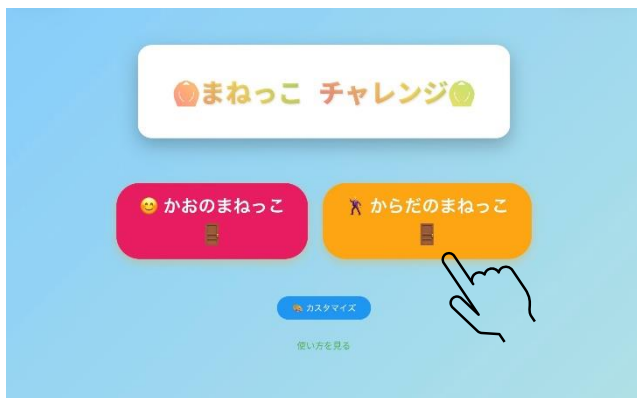 まねっこ チャレンジ
😊 かおのまねっこ
🕺 からだのまねっこ
カスタマイズ
使い方を見る